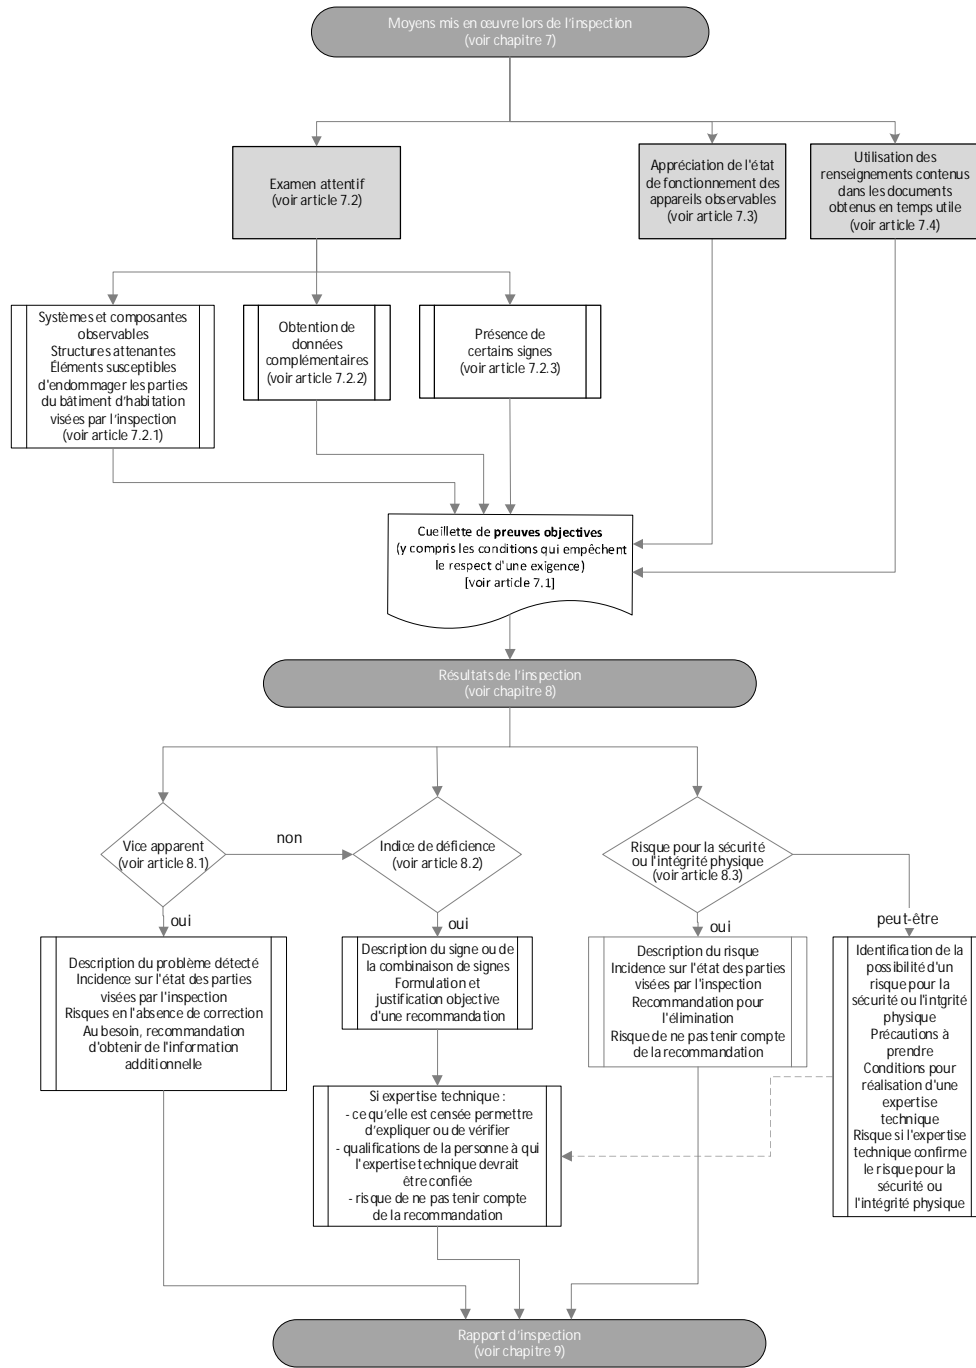 Moyens mis en œuvre lors de l'inspection
(voir chapitre 7)
Examen attentif
(voir article 7.2)
Appréciation de l'état
de fonctionnement des
appareils observables
(voir article 7.3)
Utilisation des
renseignements contenus
dans les documents
obtenus en temps utile
(voir article 7.4)
Systèmes et composantes
observables
Structures attenantes
Éléments susceptibles
d'endommager les parties
du bâtiment d'habitation
visées par l'inspection
(voir article 7.2.1)
Obtention de
données
complémentaires
(voir article 7.2.2)
Présence de
certains signes
(voir article 7.2.3)
Cueillette de preuves objectives
(y compris les conditions qui empêchent
le respect d'une exigence)
[voir article 7.1]
Résultats de l'inspection
(voir chapitre 8)
Vice apparent
(voir article 8.1)
non
Indice de déficience
(voir article 8.2)
Risque pour la sécurité
ou l'intégrité physique
(voir article 8.3)
oui
oui
oui
peut-être
Description du problème détecté
Incidence sur l'état des parties
visées par l'inspection
Risques en l'absence de correction
Au besoin, recommandation
d'obtenir de l'information
additionnelle
Description du signe ou de
la combinaison de signes
Formulation et
justification objective
d'une recommandation
Description du risque
Incidence sur l'état des parties
visées par l'inspection
Recommandation pour
l'élimination
Risque de ne pas tenir compte
de la recommandation
Identification de la
possibilité d'un
risque pour la
sécurité ou l'intgrité
physique
Précautions à
prendre
Conditions pour
réalisation d'une
expertise
technique
Risque si l'expertise
technique confirme
le risque pour la
sécurité ou
l'intégrité physique
Si expertise technique :
- ce qu'elle est censée permettre
d'expliquer ou de vérifier
- qualifications de la personne à qui
l'expertise technique devrait
être confiée
- risque de ne pas tenir compte
de la recommandation
Rapport d'inspection
(voir chapitre 9)